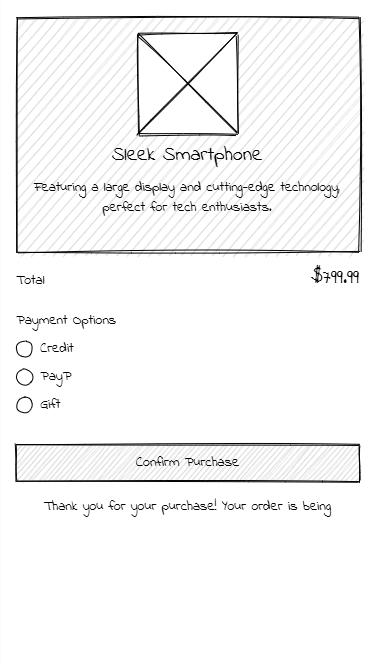 Sleek Smartphone
Featuring a large display and cutting-edge technology,
perfect for tech enthusiasts.
Total $799.99
Payment Options
Credit
PayP
Gift
Confirm Purchase
Thank you for your purchase! Your order is being